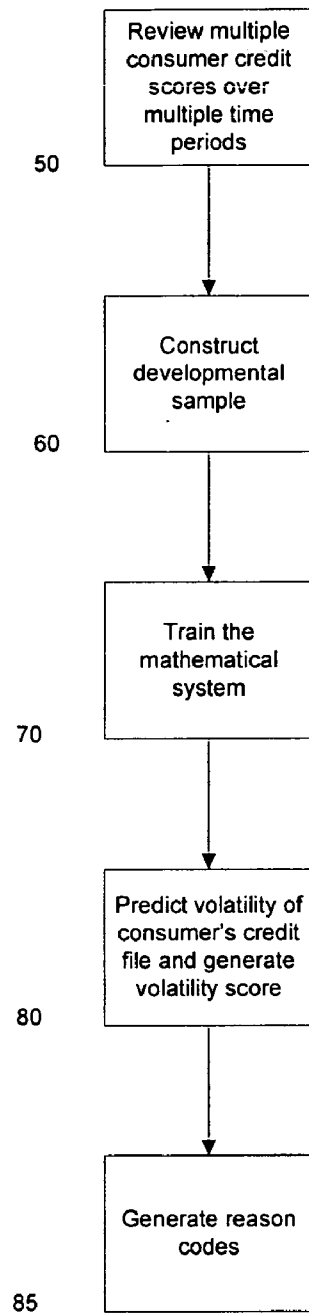 Review multiple
consumer credit
scores over
multiple time
periods
50
Construct
developmental
sample
60
Train the
mathematical
system
70
Predict volatility of
consumer's credit
file and generate
volatility score
80
Generate reason
codes
85